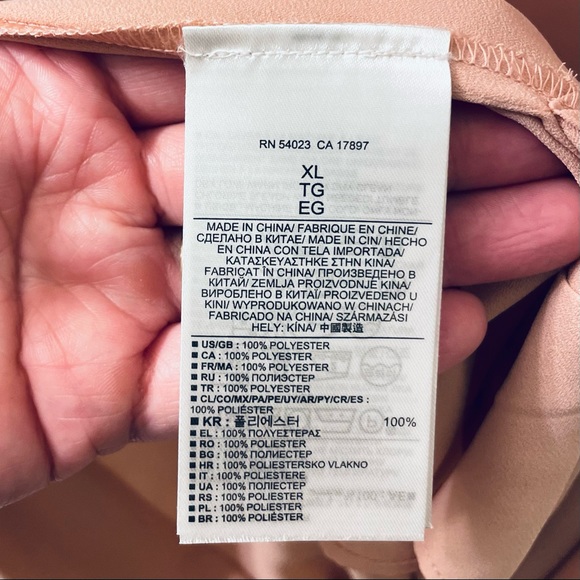 RN 54023 CA 17897
XL
TG
EG
MADE IN CHINA/ FABRIQUE EN CHINE/
СДЕЛАНО В КИТАЕ/ MADE IN CIN/ HECHO
EN CHINA CON TELA IMPORTADA/
ΚΑΤΑΣΚΕΥΑΣΤΗΚΕ ΣΤΗΝ ΚΙΝΑ/
FABRICAT ÎN CHINA/ ПРОИЗВЕДЕНО В
КИТАЙ/ ZEMLJA PROIZVODNJE KINA/
ВИРОБЛЕНО В КИТАЇ/ PROIZVEDENO U
KINI/ WYPRODUKOWANO W CHINACH/
FABRICADO NA CHINA/ SZÁRMAZÁSI
HELY: KÍNA/ 中國製造
US/GB : 100% POLYESTER
CA : 100% POLYESTER
FR/MA : 100% POLYESTER
RU : 100% ПОЛИЭСТЕР
TR : 100% POLYESTER
CL/CO/MX/PA/PE/UY/AR/PY/CR/ES :
100% POLIÉSTER
KR : 폴리에스터 100%
EL : 100% ΠΟΛΥΕΣΤΕΡΑΣ
RO : 100% POLIESTER
BG : 100% ПОЛИЕСТЕР
HR : 100% POLIESTERSKO VLAKNO
IT : 100% POLIESTERE
UA : 100% ПОЛІЕСТЕР
RS : 100% POLIESTER
PL : 100% POLIESTER
BR : 100% POLIÉSTER